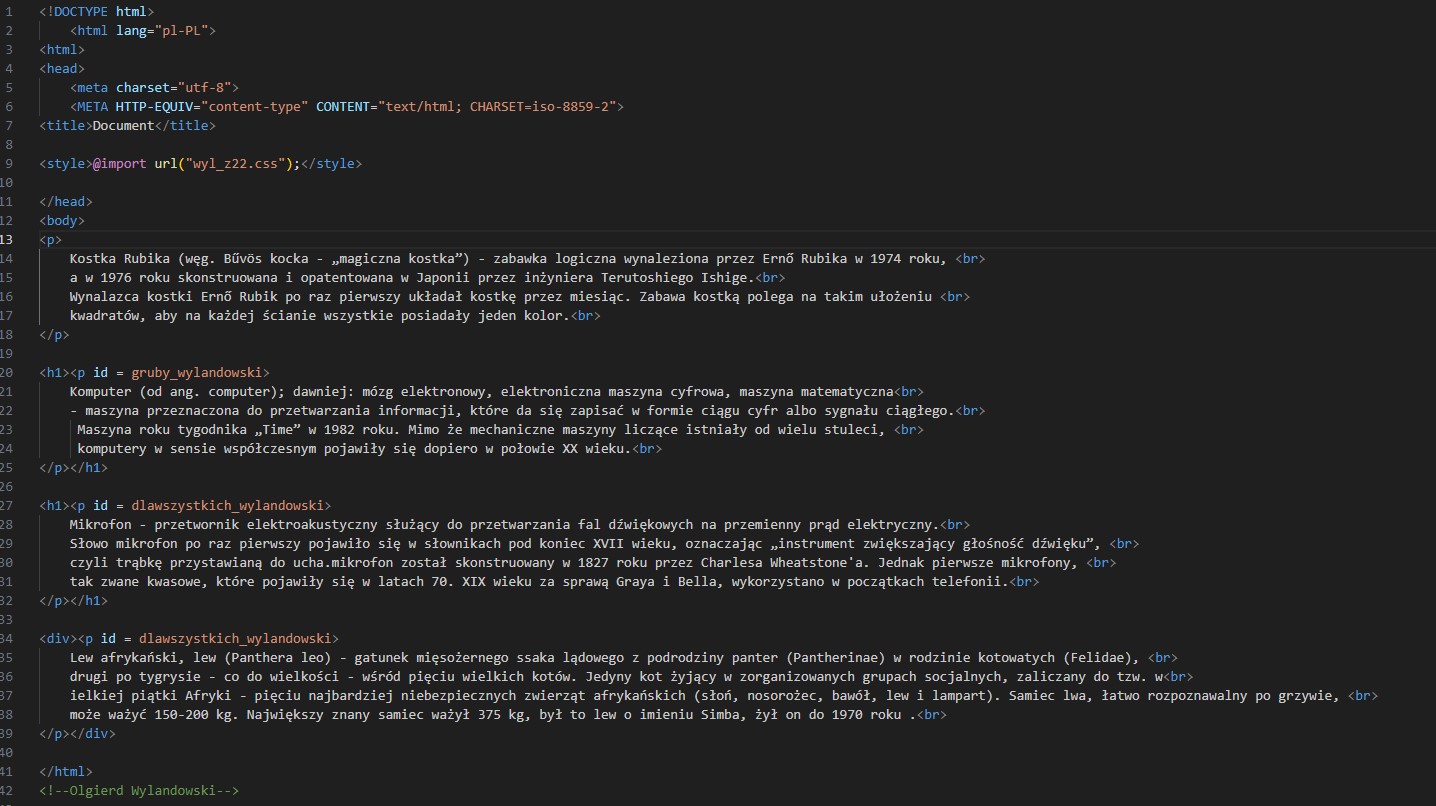 1 <!DOCTYPE html>
2 <html lang="pl-PL">
3 <html>
4 <head>
5 <meta charset="utf-8">
6 <META HTTP-EQUIV="content-type" CONTENT="text/html; CHARSET=iso-8859-2">
7 <title>Document</title>
8
9 <style>@import url("wyl_z22.css");</style>
10
11 </head>
12 <body>
13 <p>
14 Kostka Rubika (węg. Bűvös kocka - „magiczna kostka”) - zabawka logiczna wynaleziona przez Ernő Rubika w 1974 roku, <br>
15 a w 1976 roku skonstruowana i opatentowana w Japonii przez inżyniera Terutoshiego Ishige.<br>
16 Wynalazca kostki Ernő Rubik po raz pierwszy układał kostkę przez miesiąc. Zabawa kostką polega na takim ułożeniu <br>
17 kwadratów, aby na każdej ścianie wszystkie posiadały jeden kolor.<br>
18 </p>
19
20 <h1><p id = gruby_wylandowski>
21 Komputer (od ang. computer); dawniej: mózg elektronowy, elektroniczna maszyna cyfrowa, maszyna matematyczna<br>
22 - maszyna przeznaczona do przetwarzania informacji, które da się zapisać w formie ciągu cyfr albo sygnału ciągłego.<br>
23 Maszyna roku tygodnika „Time” w 1982 roku. Mimo że mechaniczne maszyny liczące istniały od wielu stuleci, <br>
24 komputery w sensie współczesnym pojawiły się dopiero w połowie XX wieku.<br>
25 </p></h1>
26
27 <h1><p id = dlawszystkich_wylandowski>
28 Mikrofon - przetwornik elektroakustyczny służący do przetwarzania fal dźwiękowych na przemienny prąd elektryczny.<br>
29 Słowo mikrofon po raz pierwszy pojawiło się w słownikach pod koniec XVII wieku, oznaczając „instrument zwiększający głośność dźwięku”, <br>
30 czyli trąbkę przystawianą do ucha.mikrofon został skonstruowany w 1827 roku przez Charlesa Wheatstone'a. Jednak pierwsze mikrofony, <br>
31 tak zwane kwasowe, które pojawiły się w latach 70. XIX wieku za sprawą Graya i Bella, wykorzystano w początkach telefonii.<br>
32 </p></h1>
33
34 <div><p id = dlawszystkich_wylandowski>
35 Lew afrykański, lew (Panthera leo) - gatunek mięsożernego ssaka lądowego z podrodziny panter (Pantherinae) w rodzinie kotowatych (Felidae), <br>
36 drugi po tygrysie - co do wielkości - wśród pięciu wielkich kotów. Jedyny kot żyjący w zorganizowanych grupach socjalnych, zaliczany do tzw. w<br>
37 ielkiej piątki Afryki - pięciu najbardziej niebezpiecznych zwierząt afrykańskich (słoń, nosorożec, bawół, lew i lampart). Samiec lwa, łatwo rozpoznawalny po grzywie, <br>
38 może ważyć 150-200 kg. Największy znany samiec ważył 375 kg, był to lew o imieniu Simba, żył on do 1970 roku .<br>
39 </p></div>
40
41 </html>
42 <!--Olgierd Wylandowski-->